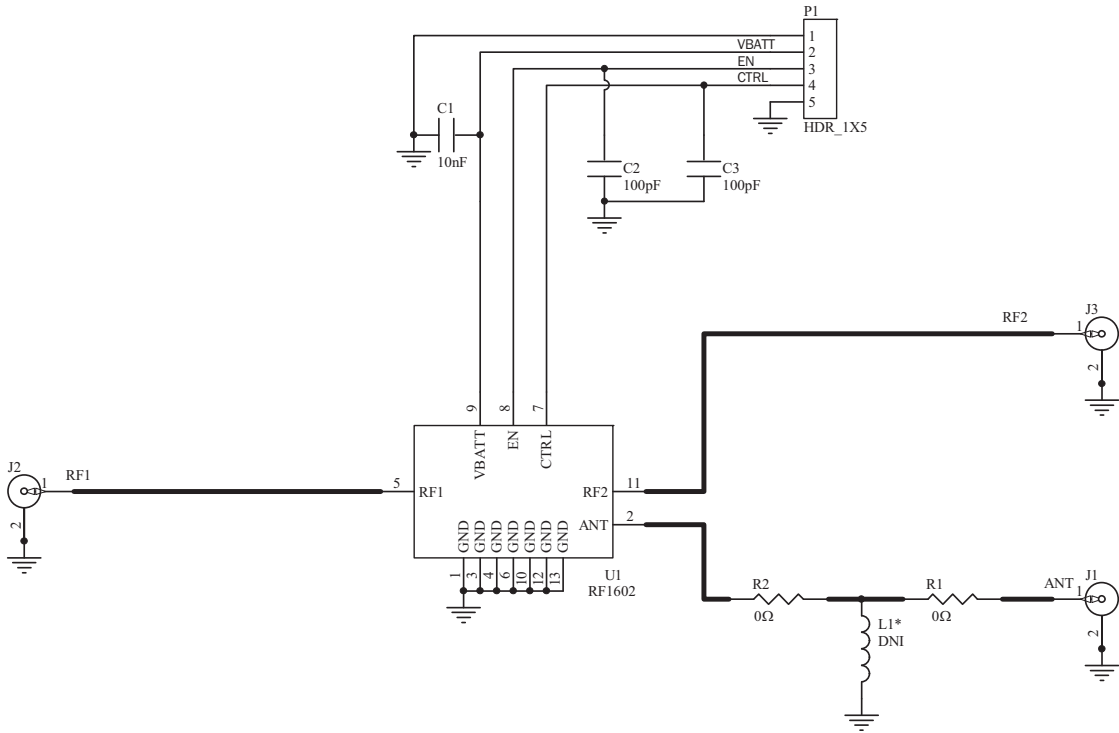 P1
1
VBATT 2
EN 3
CTRL 4
5
HDR_1X5
C1
10nF
C2
100pF
C3
100pF
J3
RF2 1
2
9 8 7
VBATT EN CTRL
J2
1 RF1 5 RF1
2
RF2 11
ANT 2
GND GND GND GND GND GND GND
1 3 4 6 10 12 13
U1
RF1602
R2
0Ω
R1
0Ω
J1
ANT 1
2
L1*
DNI